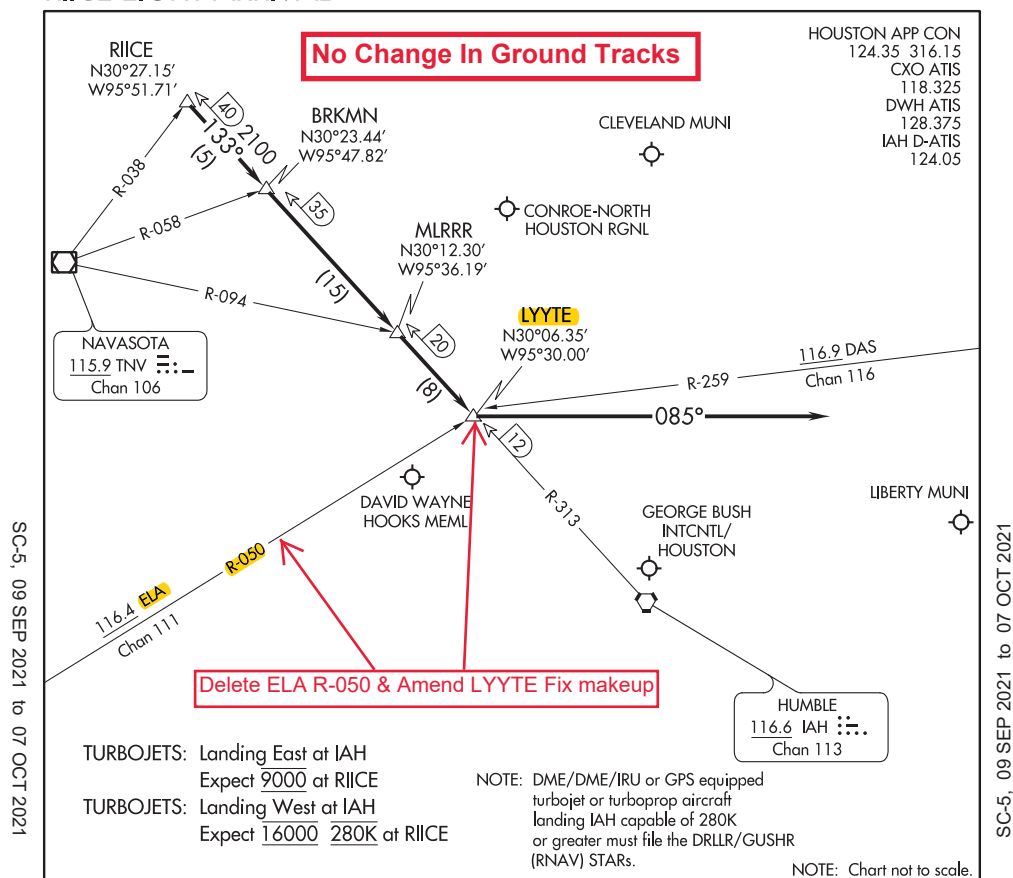 No Change In Ground Tracks
HOUSTON APP CON
124.35 316.15
CXO ATIS
118.325
DWH ATIS
128.375
IAH D-ATIS
124.05
RIICE
N30°27.15′
W95°51.71′
40
133°
2100
(5)
BRKMN
N30°23.44′
W95°47.82′
35
CLEVELAND MUNI
CONROE-NORTH
HOUSTON RGNL
R-038
R-058
R-094
(15)
MLRRR
N30°12.30′
W95°36.19′
20
(8)
NAVASOTA
115.9 TNV
Chan 106
LYYTE
N30°06.35′
W95°30.00′
116.9 DAS
Chan 116
R-259
085°
12
R-313
DAVID WAYNE
HOOKS MEML
GEORGE BUSH
INTCNTL/
HOUSTON
LIBERTY MUNI
R-050
116.4 ELA
Chan 111
Delete ELA R-050 & Amend LYYTE Fix makeup
HUMBLE
116.6 IAH
Chan 113
TURBOJETS: Landing East at IAH
Expect 9000 at RIICE
TURBOJETS: Landing West at IAH
Expect 16000 280K at RIICE
NOTE: DME/DME/IRU or GPS equipped
turbojet or turboprop aircraft
landing IAH capable of 280K
or greater must file the DRLLR/GUSHR
(RNAV) STARs.
NOTE: Chart not to scale.
SC-5, 09 SEP 2021 to 07 OCT 2021
SC-5, 09 SEP 2021 to 07 OCT 2021